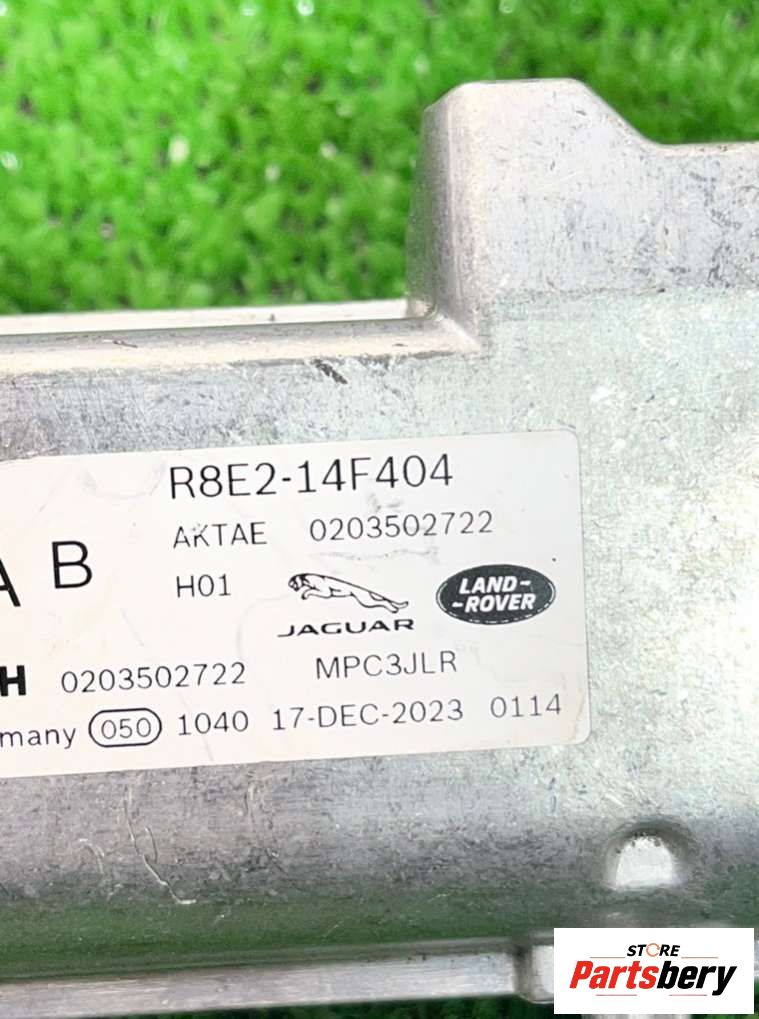 R8E2-14F404
AKTAE 0203502722
B
H01
JAGUAR
LAND-
-ROVER
H 0203502722 MPC3JLR
many 050 1040 17-DEC-2023 0114
STORE
Partsbery